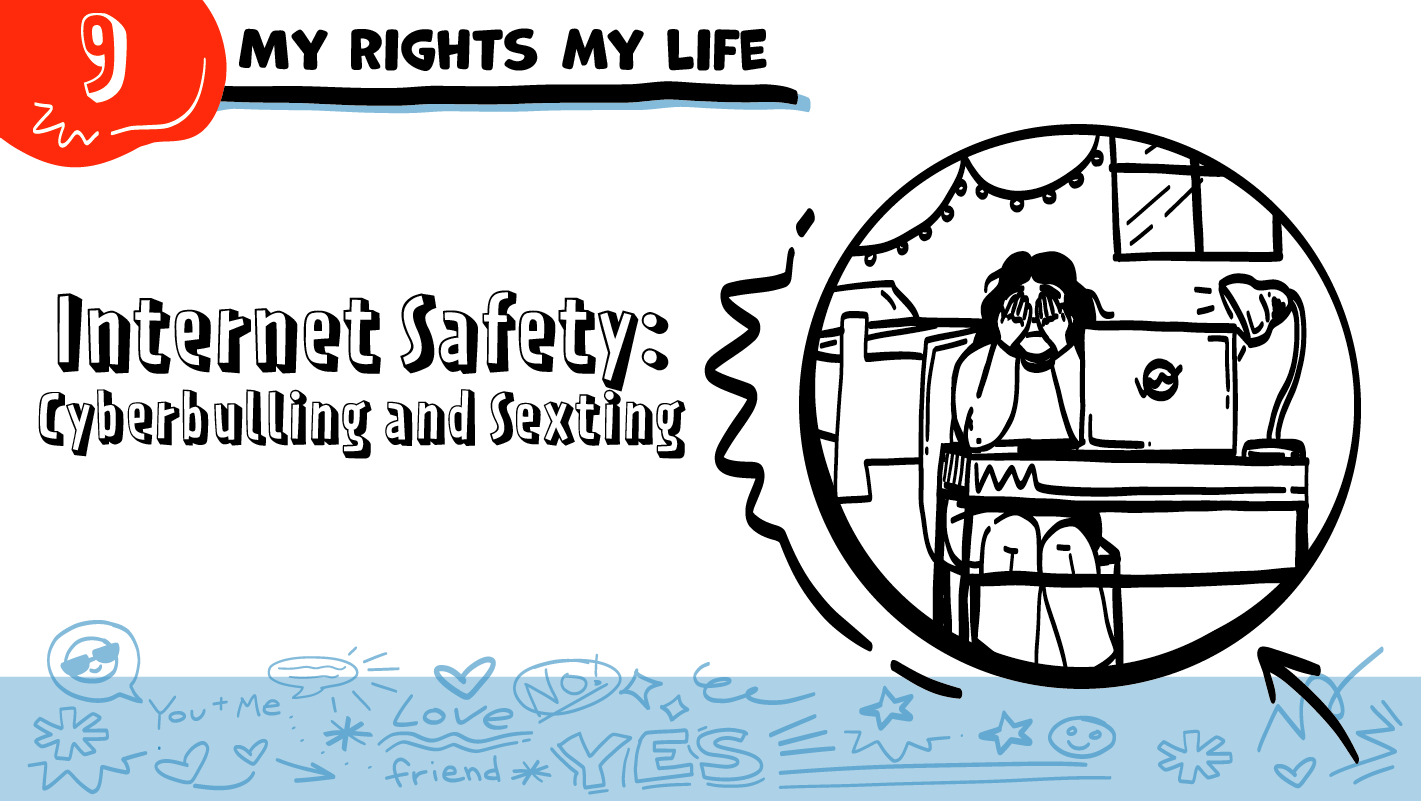 9
MY RIGHTS MY LIFE
Internet Safety:
Cyberbulling and Sexting
NO!
You + Me
Love
NO
YES
friend